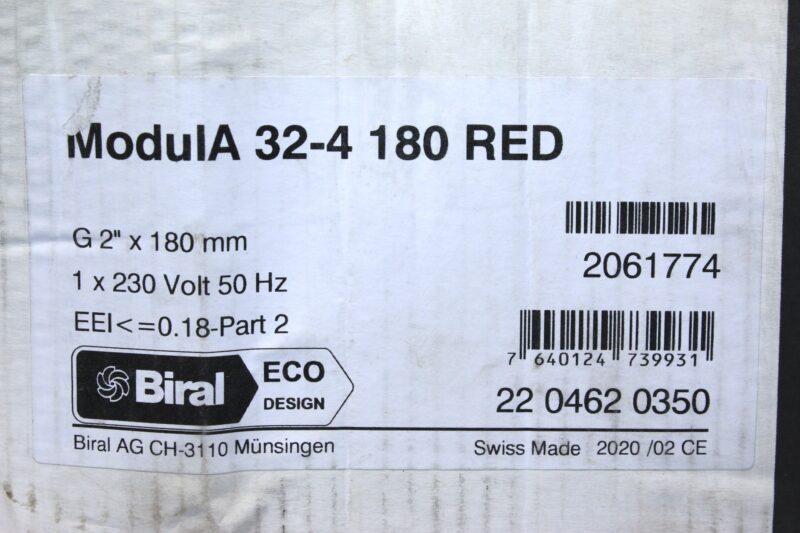 ModulA 32-4 180 RED
G 2" x 180 mm
1 x 230 Volt 50 Hz
EEI<=0.18-Part 2
2061774
7 640124 739931
Biral
ECO
DESIGN
22 0462 0350
Biral AG CH-3110 Münsingen
Swiss Made 2020 /02 CE